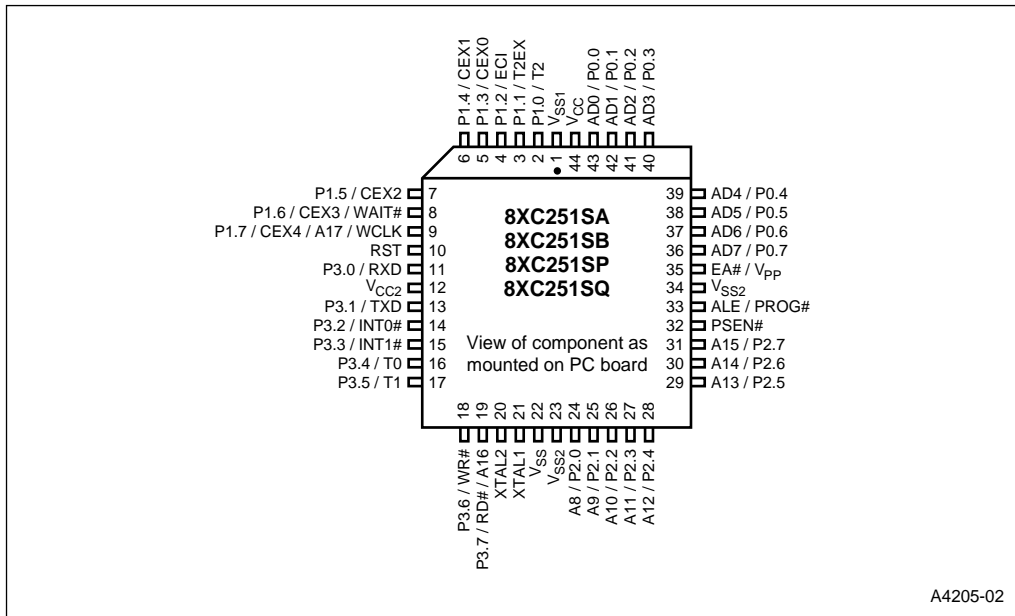 P1.4 / CEX1
P1.3 / CEX0
P1.2 / ECI
P1.1 / T2EX
P1.0 / T2
VSS1
VCC
AD0 / P0.0
AD1 / P0.1
AD2 / P0.2
AD3 / P0.3
6
5
4
3
2
1
44
43
42
41
40
P1.5 / CEX2 7
P1.6 / CEX3 / WAIT# 8
P1.7 / CEX4 / A17 / WCLK 9
RST 10
P3.0 / RXD 11
VCC2 12
P3.1 / TXD 13
P3.2 / INT0# 14
P3.3 / INT1# 15
P3.4 / T0 16
P3.5 / T1 17
8XC251SA
8XC251SB
8XC251SP
8XC251SQ
View of component as
mounted on PC board
39 AD4 / P0.4
38 AD5 / P0.5
37 AD6 / P0.6
36 AD7 / P0.7
35 EA# / VPP
34 VSS2
33 ALE / PROG#
32 PSEN#
31 A15 / P2.7
30 A14 / P2.6
29 A13 / P2.5
18
19
20
21
22
23
24
25
26
27
28
P3.6 / WR#
P3.7 / RD# / A16
XTAL2
XTAL1
VSS
VSS2
A8 / P2.0
A9 / P2.1
A10 / P2.2
A11 / P2.3
A12 / P2.4
A4205-02